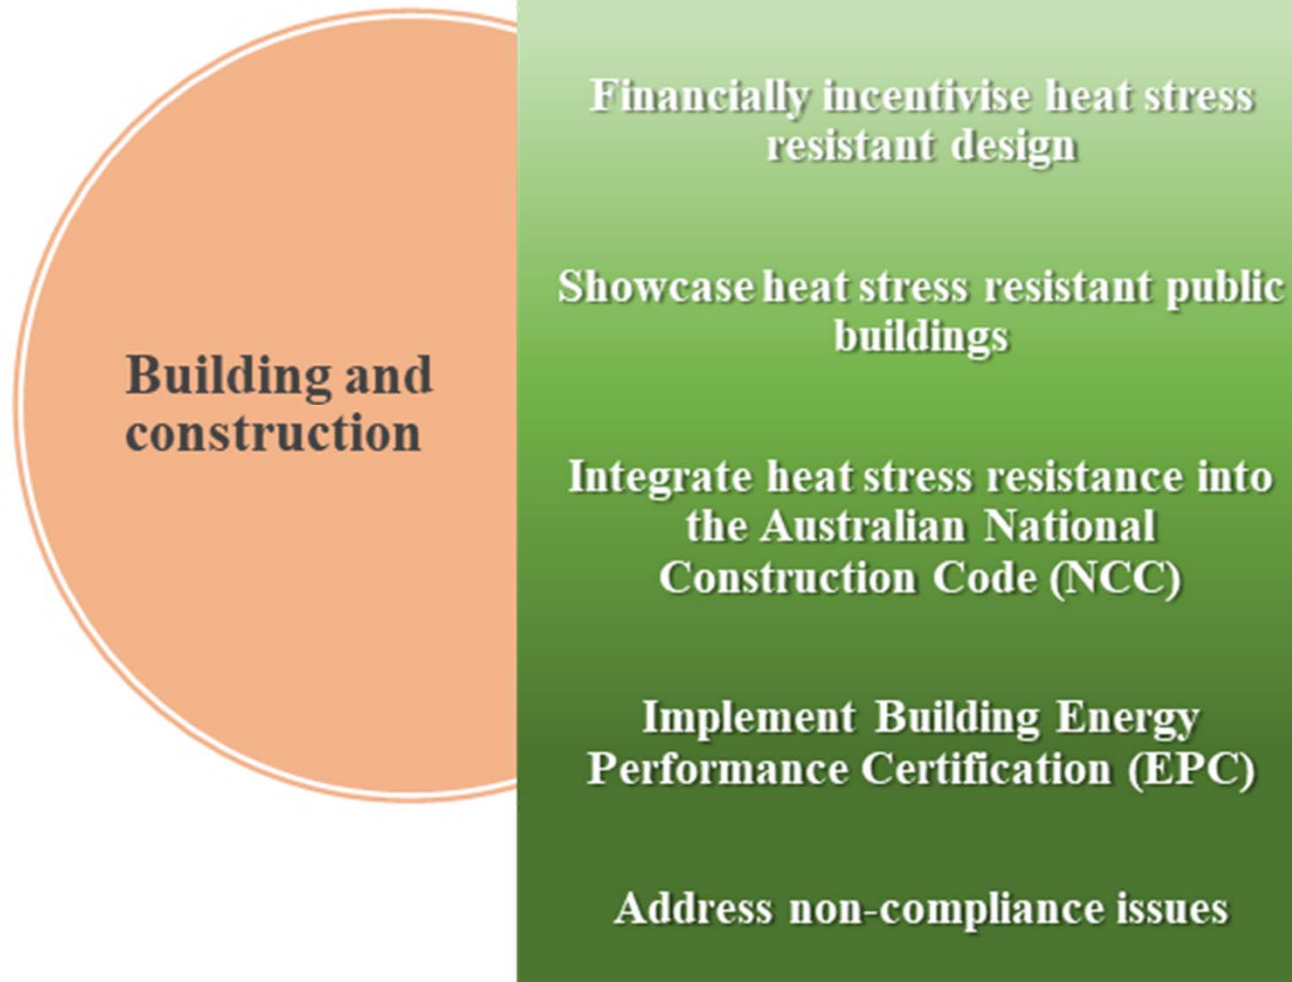 Building and
construction
Financially incentivise heat stress
resistant design
Showcase heat stress resistant public
buildings
Integrate heat stress resistance into
the Australian National
Construction Code (NCC)
Implement Building Energy
Performance Certification (EPC)
Address non-compliance issues